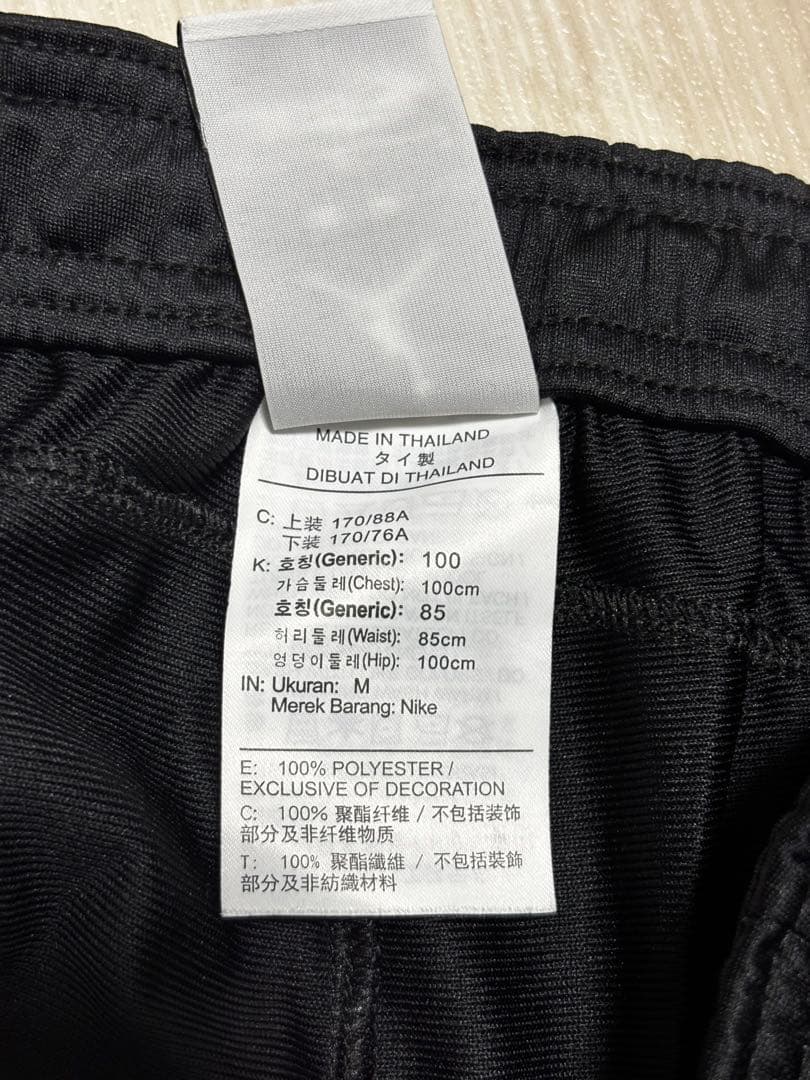 MADE IN THAILAND
タイ製
DIBUAT DI THAILAND
C: 上装 170/88A
下装 170/76A
K: 호칭(Generic): 100
가슴둘레(Chest): 100cm
호칭(Generic): 85
허리둘레(Waist): 85cm
엉덩이둘레(Hip): 100cm
IN: Ukuran: M
Merek Barang: Nike
E: 100% POLYESTER /
EXCLUSIVE OF DECORATION
C: 100% 聚酯纤维 / 不包括装饰
部分及非纤维物质
T: 100% 聚酯纖維 / 不包括裝飾
部分及非紡織材料